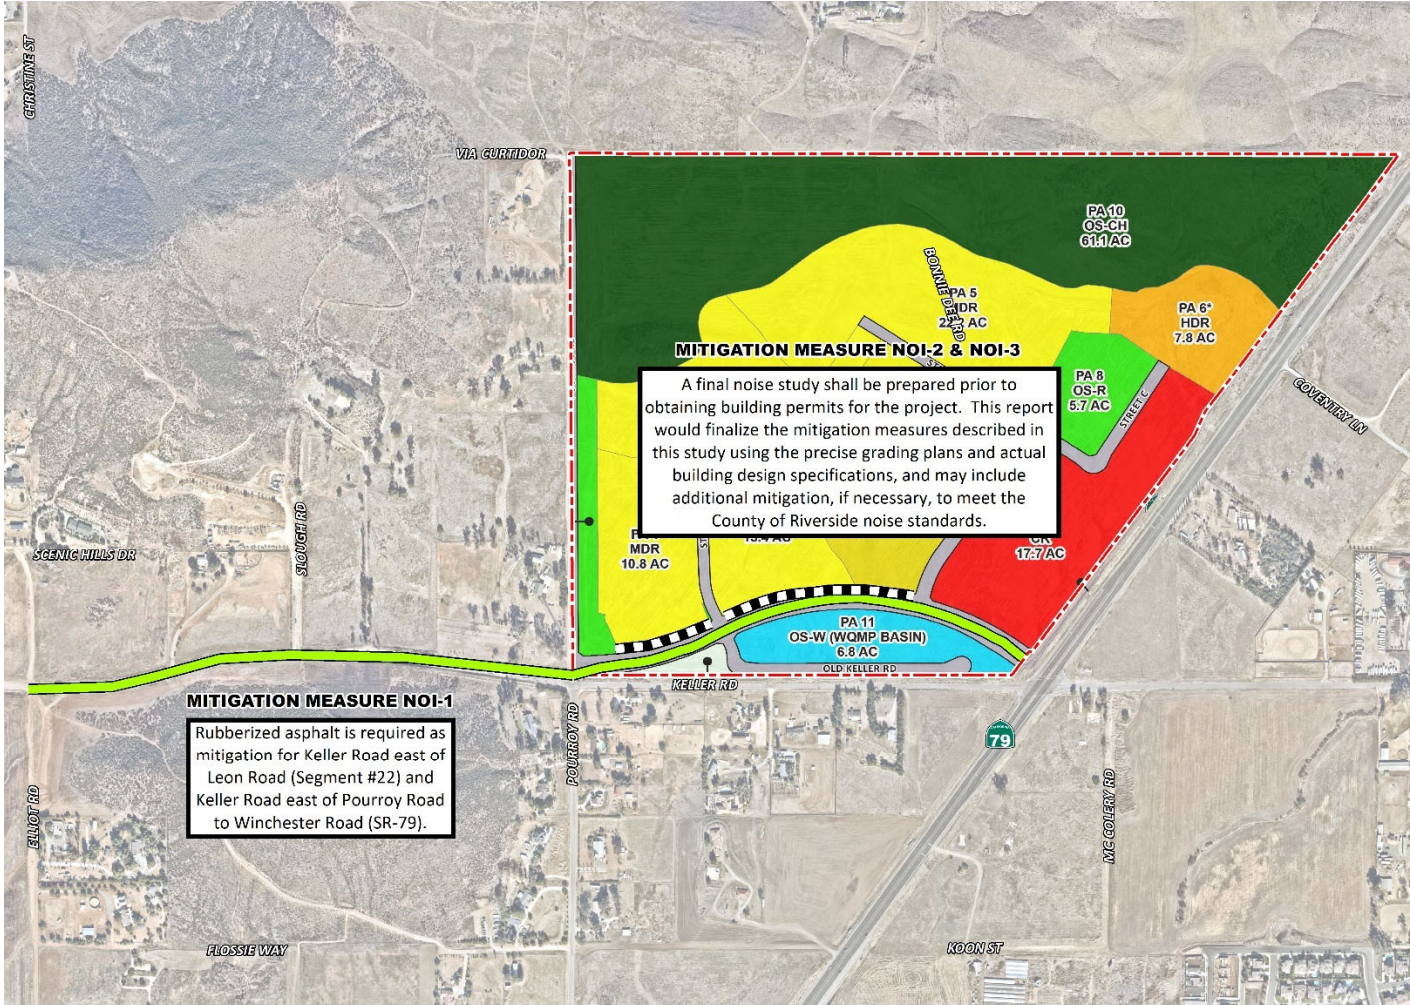 CHRISTINE ST
VIA CURTIDOR
PA 10
OS-CH
61.1 AC
BONNIE DEE RD
PA 5
AC
PA 6*
HDR
7.8 AC
MITIGATION MEASURE NOI-2 & NOI-3
A final noise study shall be prepared prior to
obtaining building permits for the project. This report
would finalize the mitigation measures described in
this study using the precise grading plans and actual
building design specifications, and may include
additional mitigation, if necessary, to meet the
County of Riverside noise standards.
PA 8
OS-R
5.7 AC
STREET C
COVENTRY LN
SCENIC HILLS DR
SLOUGH RD
MDR
10.8 AC
17.7 AC
PA 11
OS-W (WQMP BASIN)
6.8 AC
OLD KELLER RD
KELLER RD
MITIGATION MEASURE NOI-1
Rubberized asphalt is required as
mitigation for Keller Road east of
Leon Road (Segment #22) and
Keller Road east of Pourroy Road
to Winchester Road (SR-79).
POURROY RD
79
ELLIOT RD
MC COLERY RD
FLOSSIE WAY
KOON ST